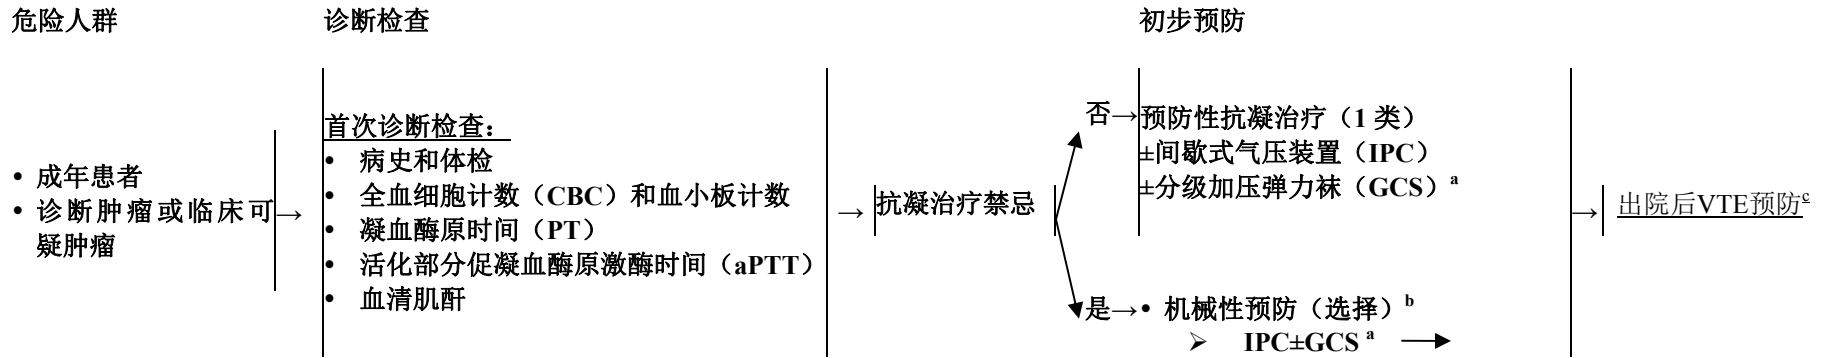 危险人群
诊断检查
初步预防
• 成年患者
• 诊断肿瘤或临床可
疑肿瘤
→
首次诊断检查：
• 病史和体检
• 全血细胞计数（CBC）和血小板计数
• 凝血酶原时间（PT）
• 活化部分促凝血酶原激酶时间（aPTT）
• 血清肌酐
→
抗凝治疗禁忌
否→
预防性抗凝治疗（1 类）
±间歇式气压装置（IPC）
±分级加压弹力袜（GCS）a
是→• 机械性预防（选择）b
➢ IPC±GCS a →
→
出院后VTE预防c